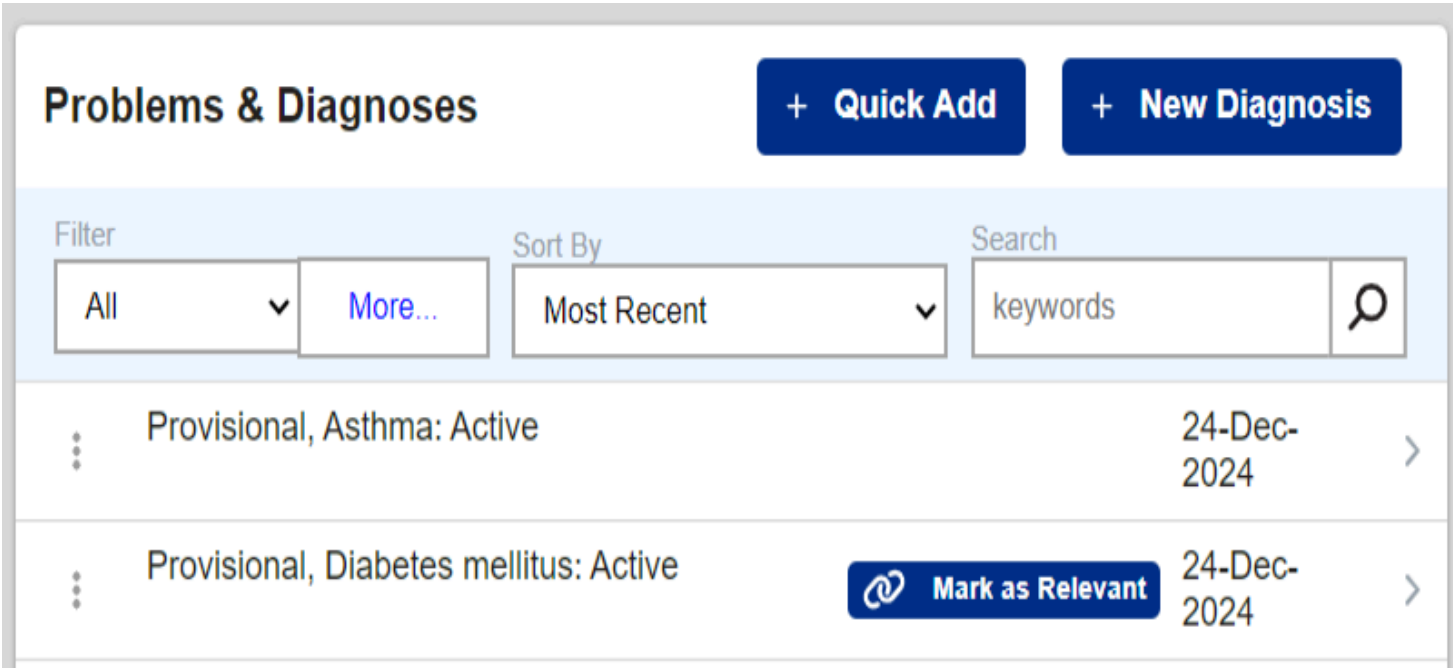 Problems & Diagnoses
+ Quick Add
+ New Diagnosis
Filter
Sort By
Search
All
More...
Most Recent
keywords
Provisional, Asthma: Active
24-Dec-
2024
Provisional, Diabetes mellitus: Active
Mark as Relevant
24-Dec-
2024